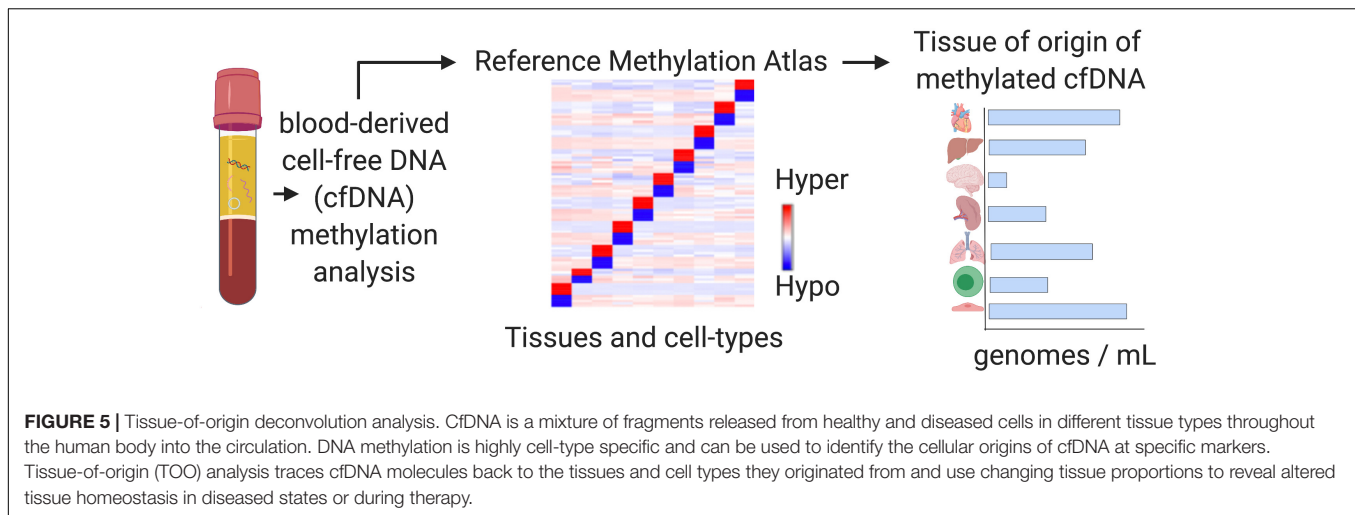 blood-derived
cell-free DNA
(cfDNA)
methylation
analysis
Reference Methylation Atlas
Hyper
Hypo
Tissues and cell-types
Tissue of origin of
methylated cfDNA
genomes / mL
FIGURE 5 | Tissue-of-origin deconvolution analysis. CfDNA is a mixture of fragments released from healthy and diseased cells in different tissue types throughout
the human body into the circulation. DNA methylation is highly cell-type specific and can be used to identify the cellular origins of cfDNA at specific markers.
Tissue-of-origin (TOO) analysis traces cfDNA molecules back to the tissues and cell types they originated from and use changing tissue proportions to reveal altered
tissue homeostasis in diseased states or during therapy.